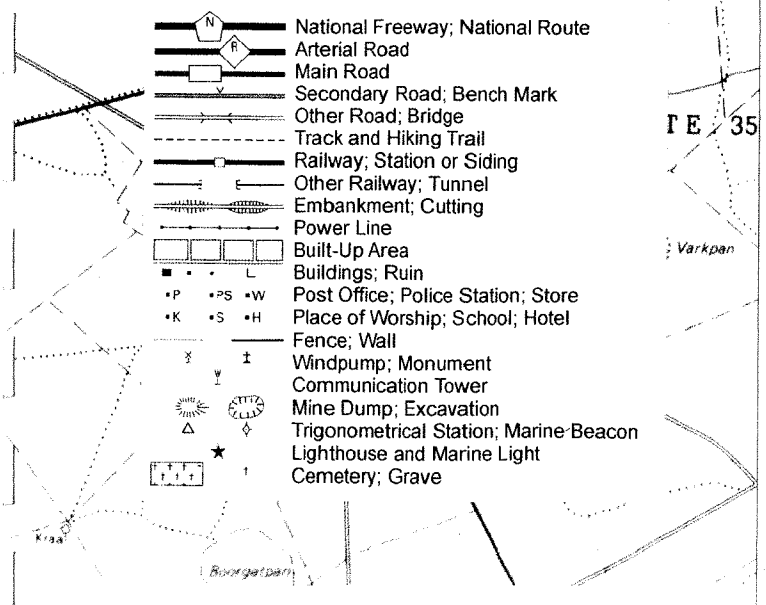 N
National Freeway; National Route
R
Arterial Road
Main Road
Secondary Road; Bench Mark
Other Road; Bridge
Track and Hiking Trail
Railway; Station or Siding
Other Railway; Tunnel
Embankment; Cutting
Power Line
Built-Up Area
Buildings; Ruin
P PS W Post Office; Police Station; Store
K S H Place of Worship; School; Hotel
Fence; Wall
Windpump; Monument
Communication Tower
Mine Dump; Excavation
Trigonometrical Station; Marine Beacon
Lighthouse and Marine Light
Cemetery; Grave
TE 35
Varkpan
Kraal
Boorgatpan